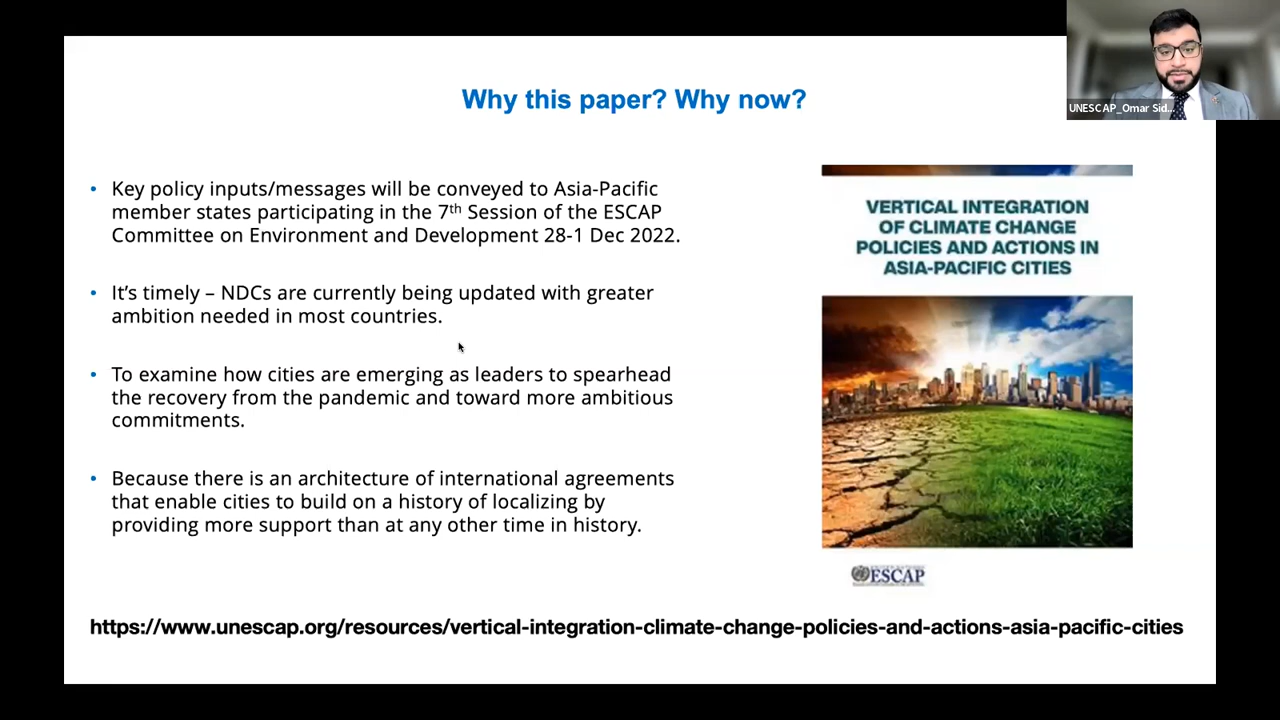 UNESCAP_Omar Sid...
Why this paper? Why now?
• Key policy inputs/messages will be conveyed to Asia-Pacific
member states participating in the 7th Session of the ESCAP
Committee on Environment and Development 28-1 Dec 2022.
• It’s timely – NDCs are currently being updated with greater
ambition needed in most countries.
• To examine how cities are emerging as leaders to spearhead
the recovery from the pandemic and toward more ambitious
commitments.
• Because there is an architecture of international agreements
that enable cities to build on a history of localizing by
providing more support than at any other time in history.
VERTICAL INTEGRATION
OF CLIMATE CHANGE
POLICIES AND ACTIONS IN
ASIA-PACIFIC CITIES
ESCAP
https://www.unescap.org/resources/vertical-integration-climate-change-policies-and-actions-asia-pacific-cities